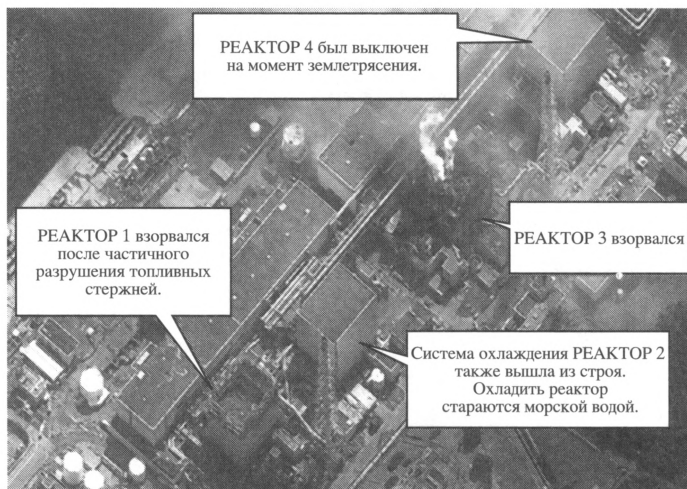 РЕАКТОР 4 был выключен
на момент землетрясения.
РЕАКТОР 1 взорвался
после частичного
разрушения топливных
стержней.
РЕАКТОР 3 взорвался
Система охлаждения РЕАКТОР 2
также вышла из строя.
Охладить реактор
стараются морской водой.